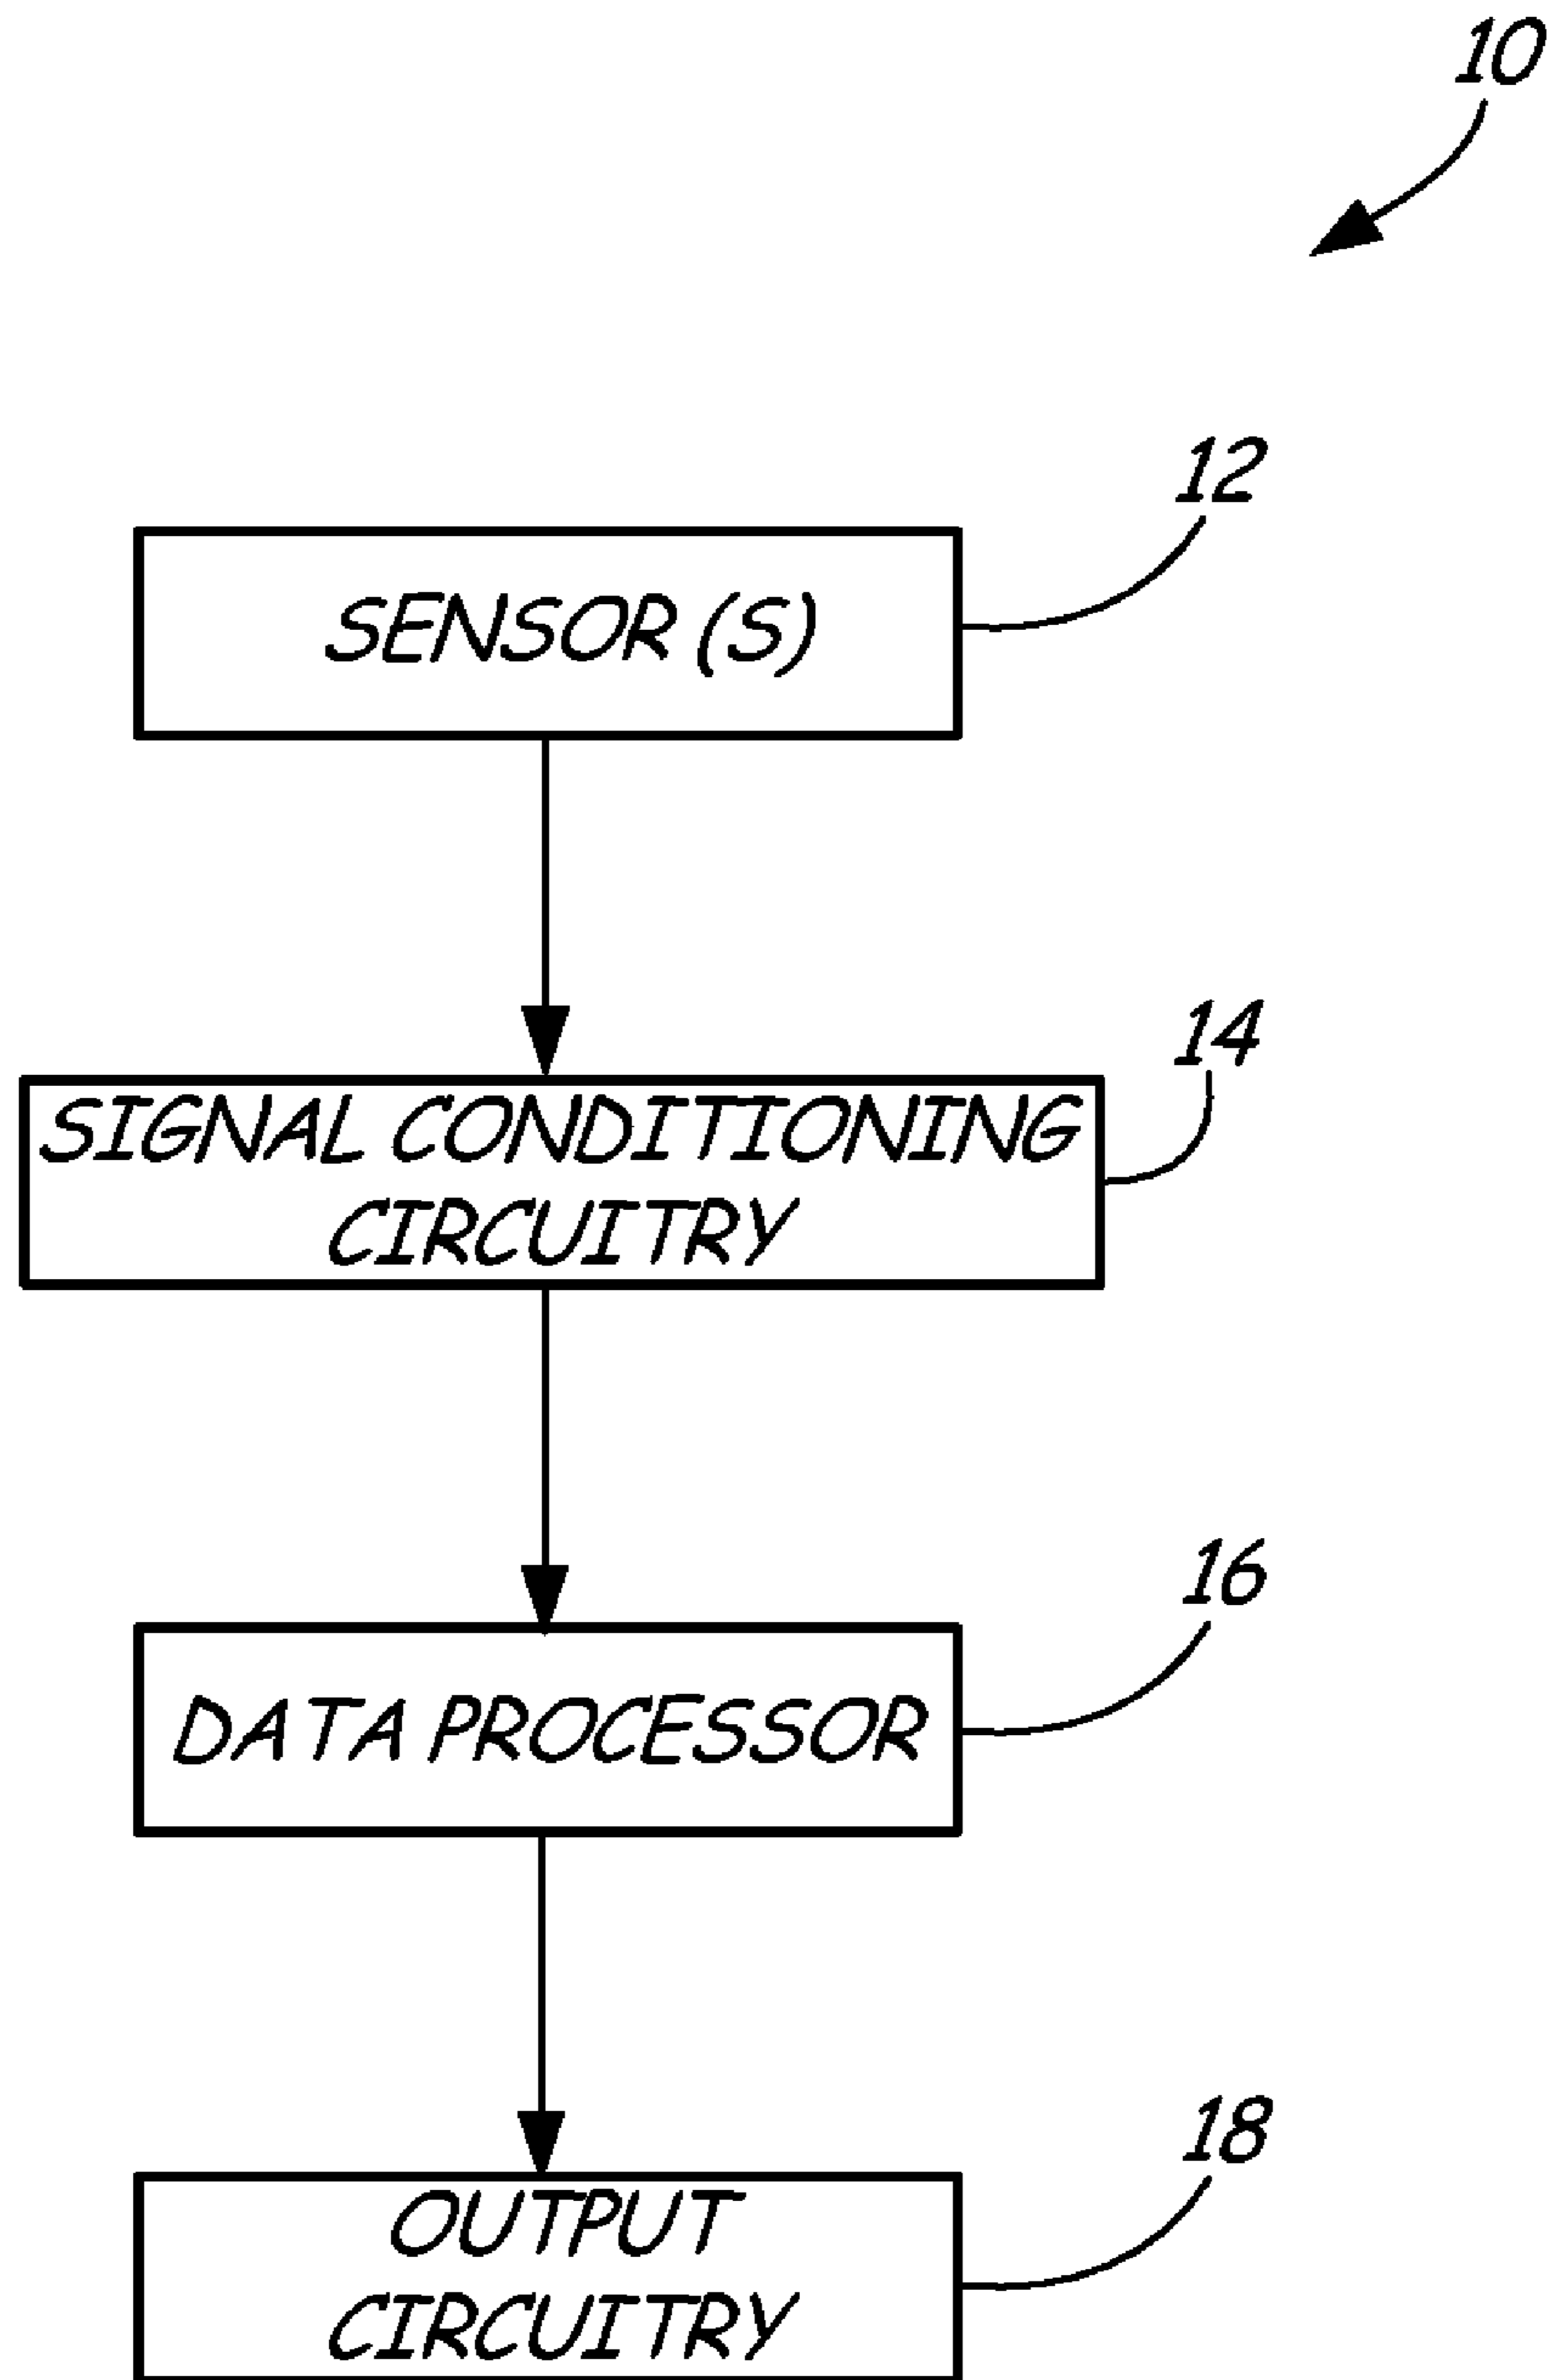 10
12
SENSOR(S)
14
SIGNAL CONDITIONING
CIRCUITRY
16
DATA PROCESSOR
18
OUTPUT
CIRCUITRY